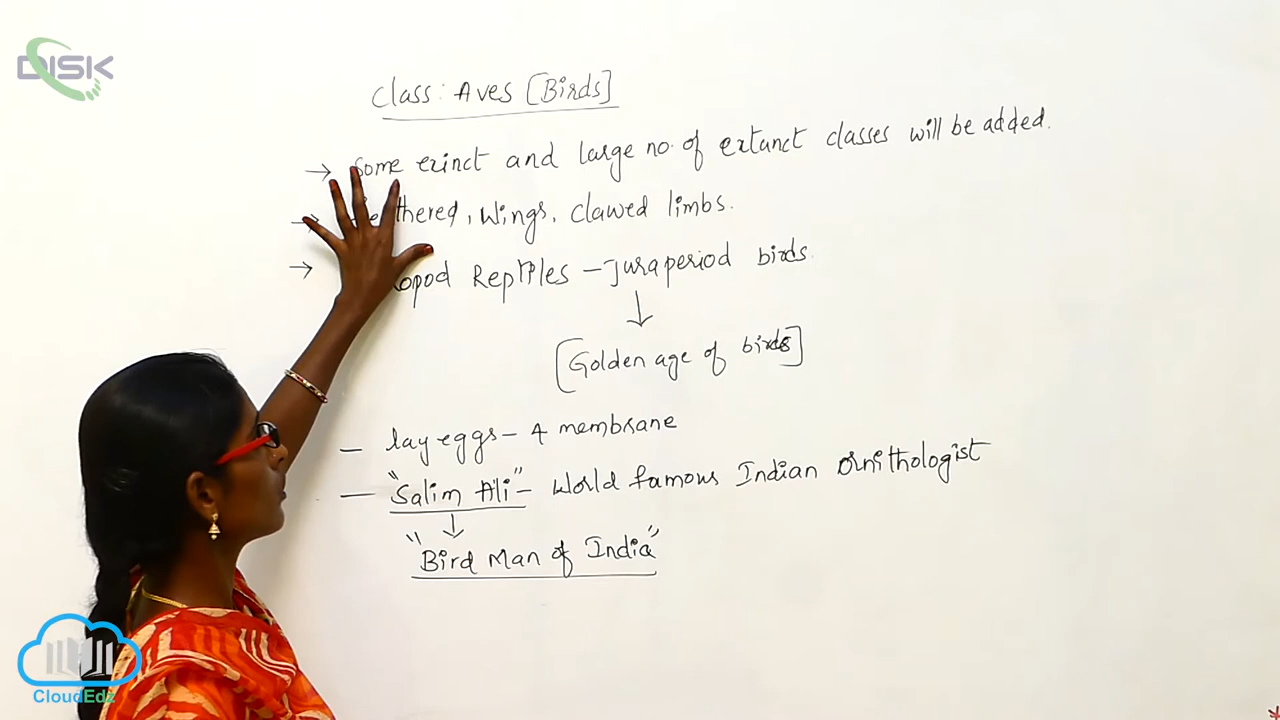 DISK
Class: Aves [Birds]
→ Some exinct and large no. of extanct classes will be added.
→ thered, wings, clawed limbs.
→ opod Reptiles – Juraperiod birds.
↓
[Golden age of birds]
– lay eggs – 4 membrane
– "Salim Ali" – World famous Indian Ornithologist
↓
"Bird Man of India"
CloudEdz